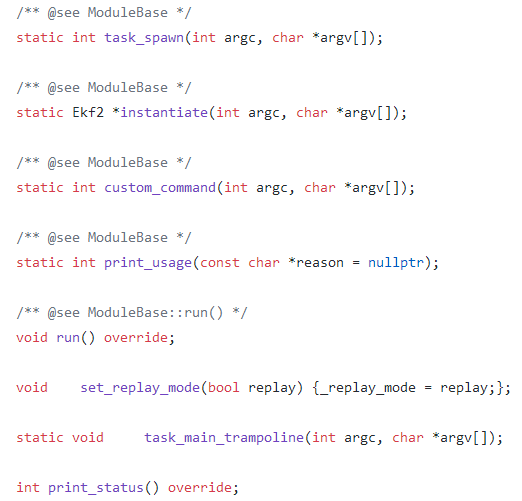 /** @see ModuleBase */
static int task_spawn(int argc, char *argv[]);
/** @see ModuleBase */
static Ekf2 *instantiate(int argc, char *argv[]);
/** @see ModuleBase */
static int custom_command(int argc, char *argv[]);
/** @see ModuleBase */
static int print_usage(const char *reason = nullptr);
/** @see ModuleBase::run() */
void run() override;
void    set_replay_mode(bool replay) {_replay_mode = replay;};
static void     task_main_trampoline(int argc, char *argv[]);
int print_status() override;